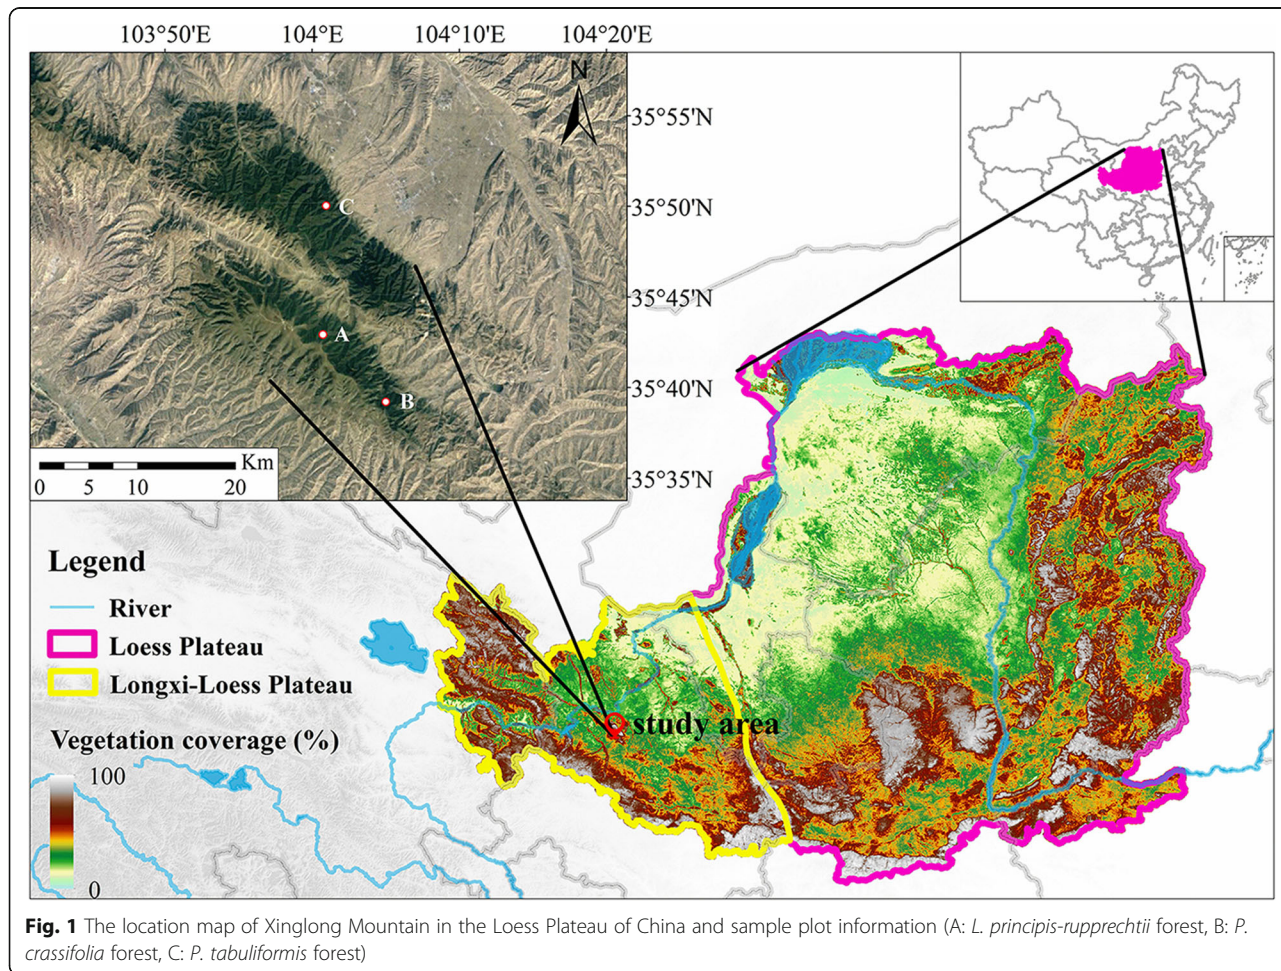 103°50'E 104°E 104°10'E 104°20'E
N
35°55'N
35°50'N
35°45'N
35°40'N
35°35'N
C
A
B
Km
0 5 10 20
Legend
River
Loess Plateau
Longxi-Loess Plateau
Vegetation coverage (%)
100
0
study area
Fig. 1 The location map of Xinglong Mountain in the Loess Plateau of China and sample plot information (A: L. principis-rupprechtii forest, B: P.
crassifolia forest, C: P. tabuliformis forest)